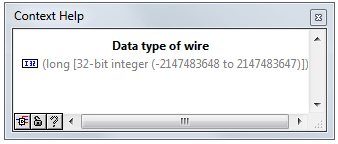 Context Help
Data type of wire
I32 (long [32-bit integer (-2147483648 to 2147483647)])
?